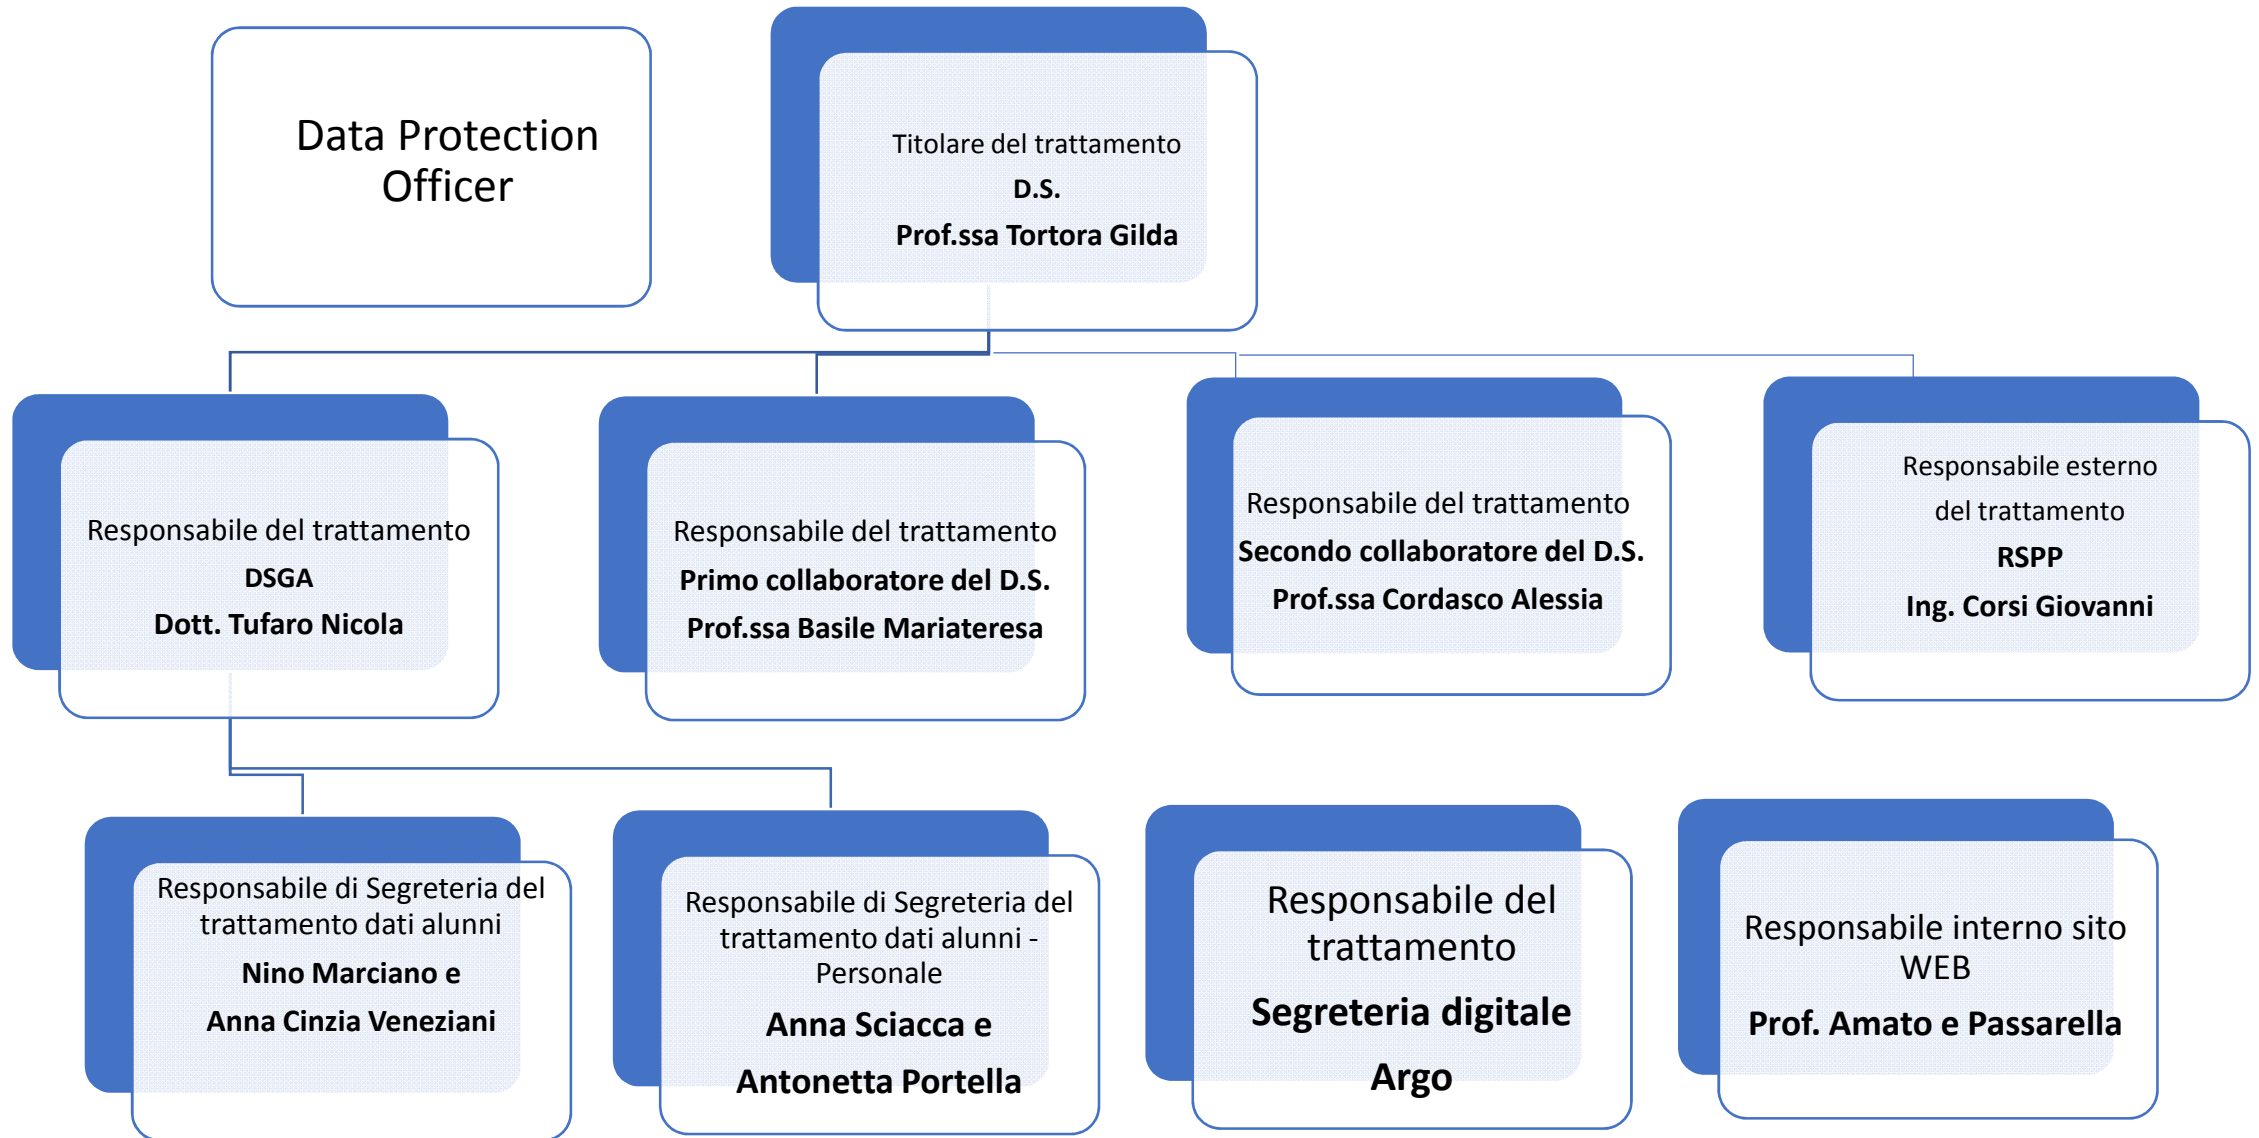 Data Protection
Officer
Titolare del trattamento
D.S.
Prof.ssa Tortora Gilda
Responsabile del trattamento
DSGA
Dott. Tufaro Nicola
Responsabile del trattamento
Primo collaboratore del D.S.
Prof.ssa Basile Mariateresa
Responsabile del trattamento
Secondo collaboratore del D.S.
Prof.ssa Cordasco Alessia
Responsabile esterno
del trattamento
RSPP
Ing. Corsi Giovanni
Responsabile di Segreteria del
trattamento dati alunni
Nino Marciano e
Anna Cinzia Veneziani
Responsabile di Segreteria del
trattamento dati alunni -
Personale
Anna Sciacca e
Antonetta Portella
Responsabile del
trattamento
Segreteria digitale
Argo
Responsabile interno sito
WEB
Prof. Amato e Passarella